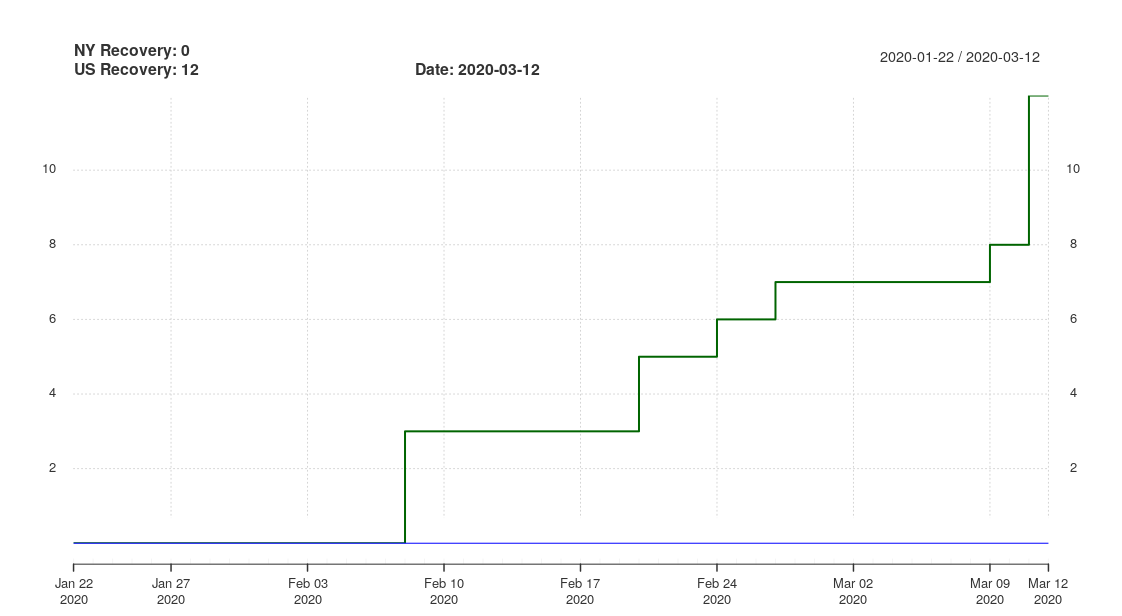 NY Recovery: 0
US Recovery: 12
Date: 2020-03-12
2020-01-22 / 2020-03-12
10
10
8
8
6
6
4
4
2
2
Jan 22
2020
Jan 27
2020
Feb 03
2020
Feb 10
2020
Feb 17
2020
Feb 24
2020
Mar 02
2020
Mar 09
2020
Mar 12
2020